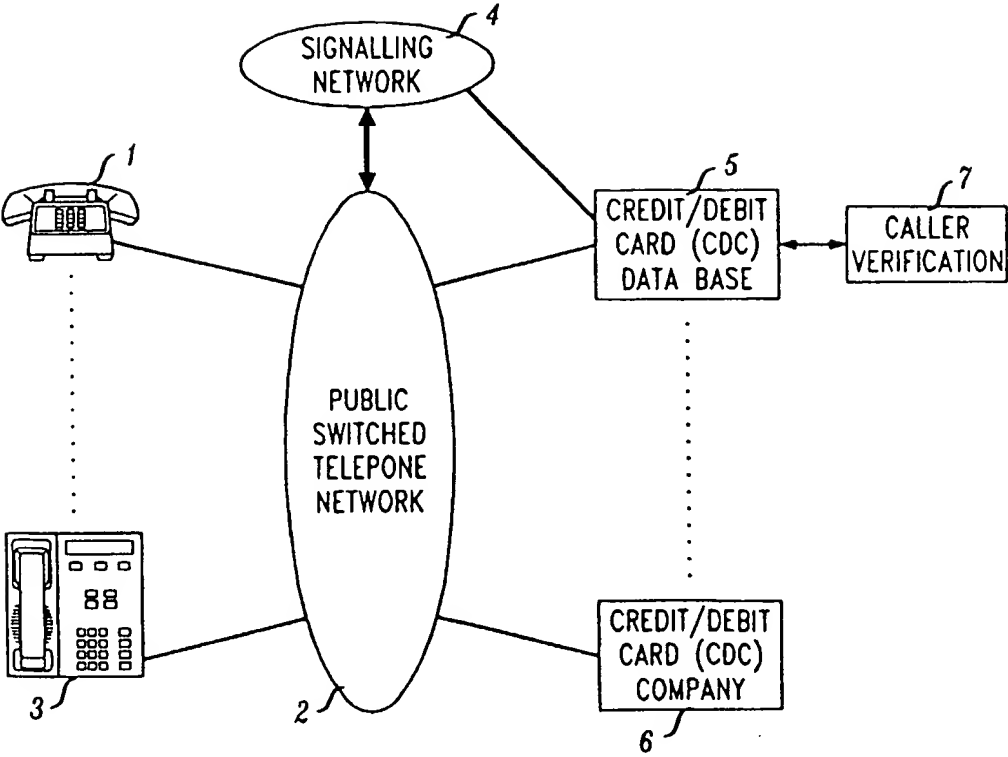 4
SIGNALLING
NETWORK
1
5
CREDIT/DEBIT
CARD (CDC)
DATA BASE
7
CALLER
VERIFICATION
PUBLIC
SWITCHED
TELEPONE
NETWORK
3
2
CREDIT/DEBIT
CARD (CDC)
COMPANY
6